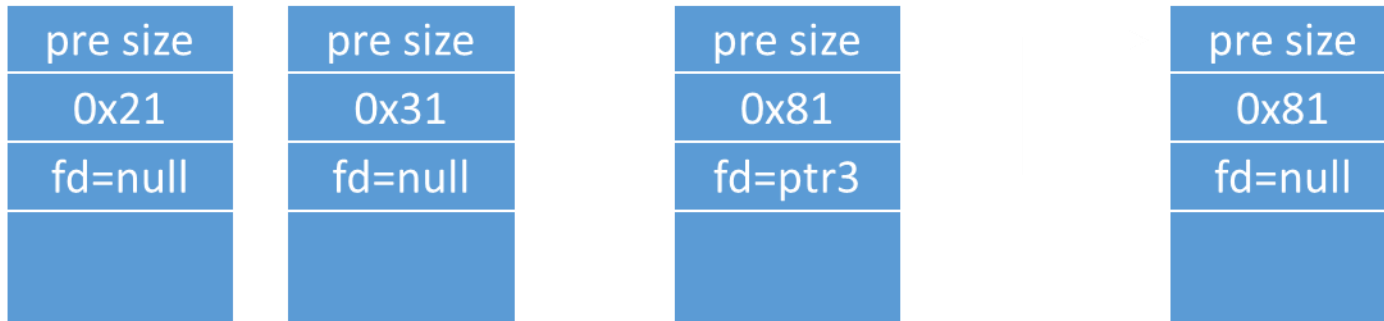 pre size
0x21
fd=null
pre size
0x31
fd=null
pre size
0x81
fd=ptr3
pre size
0x81
fd=null